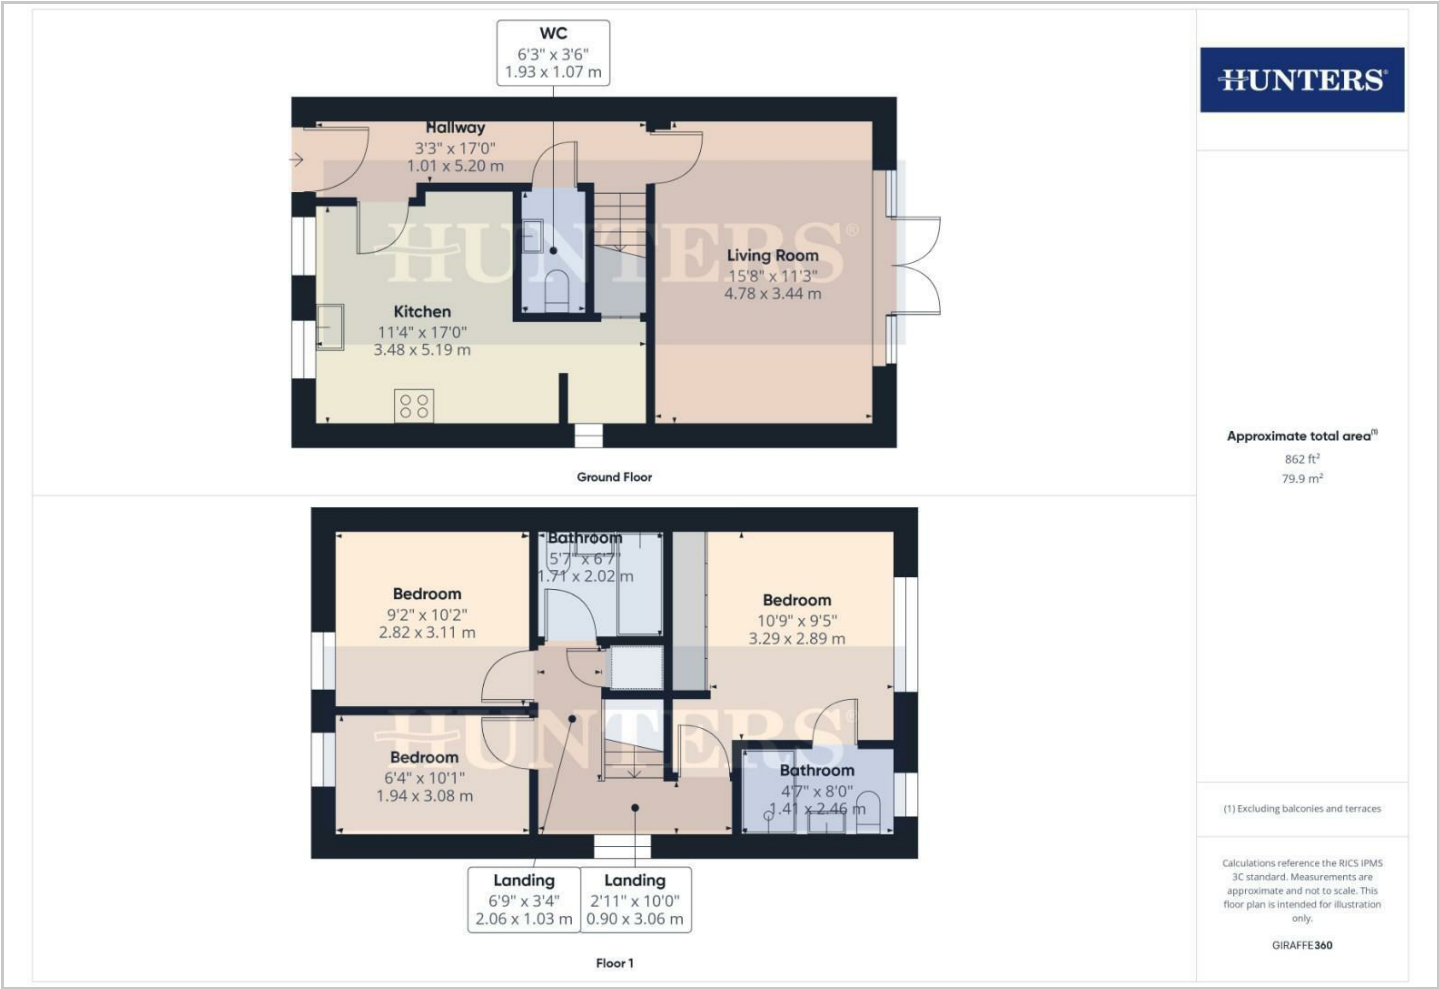 WC
6'3" x 3'6"
1.93 x 1.07 m
Hallway
3'3" x 17'0"
1.01 x 5.20 m
HUNTERS®
Living Room
15'8" x 11'3"
4.78 x 3.44 m
Kitchen
11'4" x 17'0"
3.48 x 5.19 m
Ground Floor
Bathroom
5'7" x 6'7"
1.71 x 2.02 m
Bedroom
9'2" x 10'2"
2.82 x 3.11 m
Bedroom
10'9" x 9'5"
3.29 x 2.89 m
HUNTERS®
Bedroom
6'4" x 10'1"
1.94 x 3.08 m
Bathroom
4'7" x 8'0"
1.41 x 2.46 m
Landing
6'9" x 3'4"
2.06 x 1.03 m
Landing
2'11" x 10'0"
0.90 x 3.06 m
Floor 1
HUNTERS®
Approximate total area(1)
862 ft²
79.9 m²
(1) Excluding balconies and terraces
Calculations reference the RICS IPMS
3C standard. Measurements are
approximate and not to scale. This
floor plan is intended for illustration
only.
GIRAFFE360